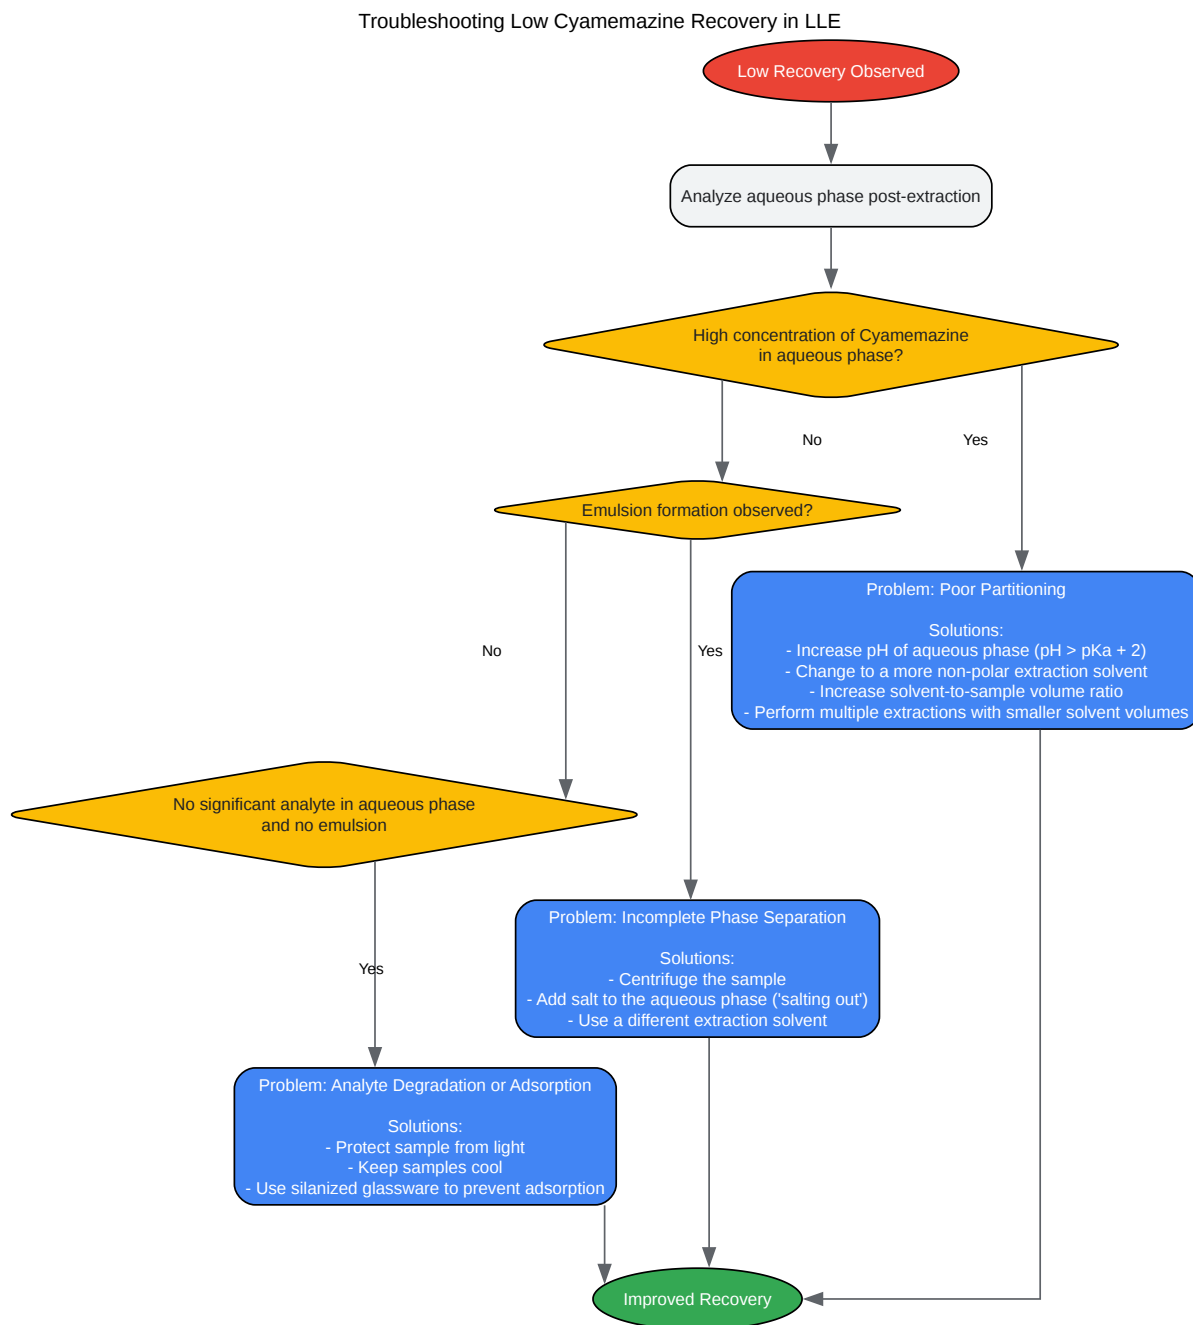 Troubleshooting Low Cyamemazine Recovery in LLE
Low Recovery Observed
Analyze aqueous phase post-extraction
High concentration of Cyamemazine
in aqueous phase?
No
Yes
Emulsion formation observed?
Problem: Poor Partitioning
Solutions:
- Increase pH of aqueous phase (pH > pKa + 2)
- Change to a more non-polar extraction solvent
- Increase solvent-to-sample volume ratio
- Perform multiple extractions with smaller solvent volumes
No
Yes
No significant analyte in aqueous phase
and no emulsion
Problem: Incomplete Phase Separation
Solutions:
- Centrifuge the sample
- Add salt to the aqueous phase ('salting out')
- Use a different extraction solvent
Yes
Problem: Analyte Degradation or Adsorption
Solutions:
- Protect sample from light
- Keep samples cool
- Use silanized glassware to prevent adsorption
Improved Recovery